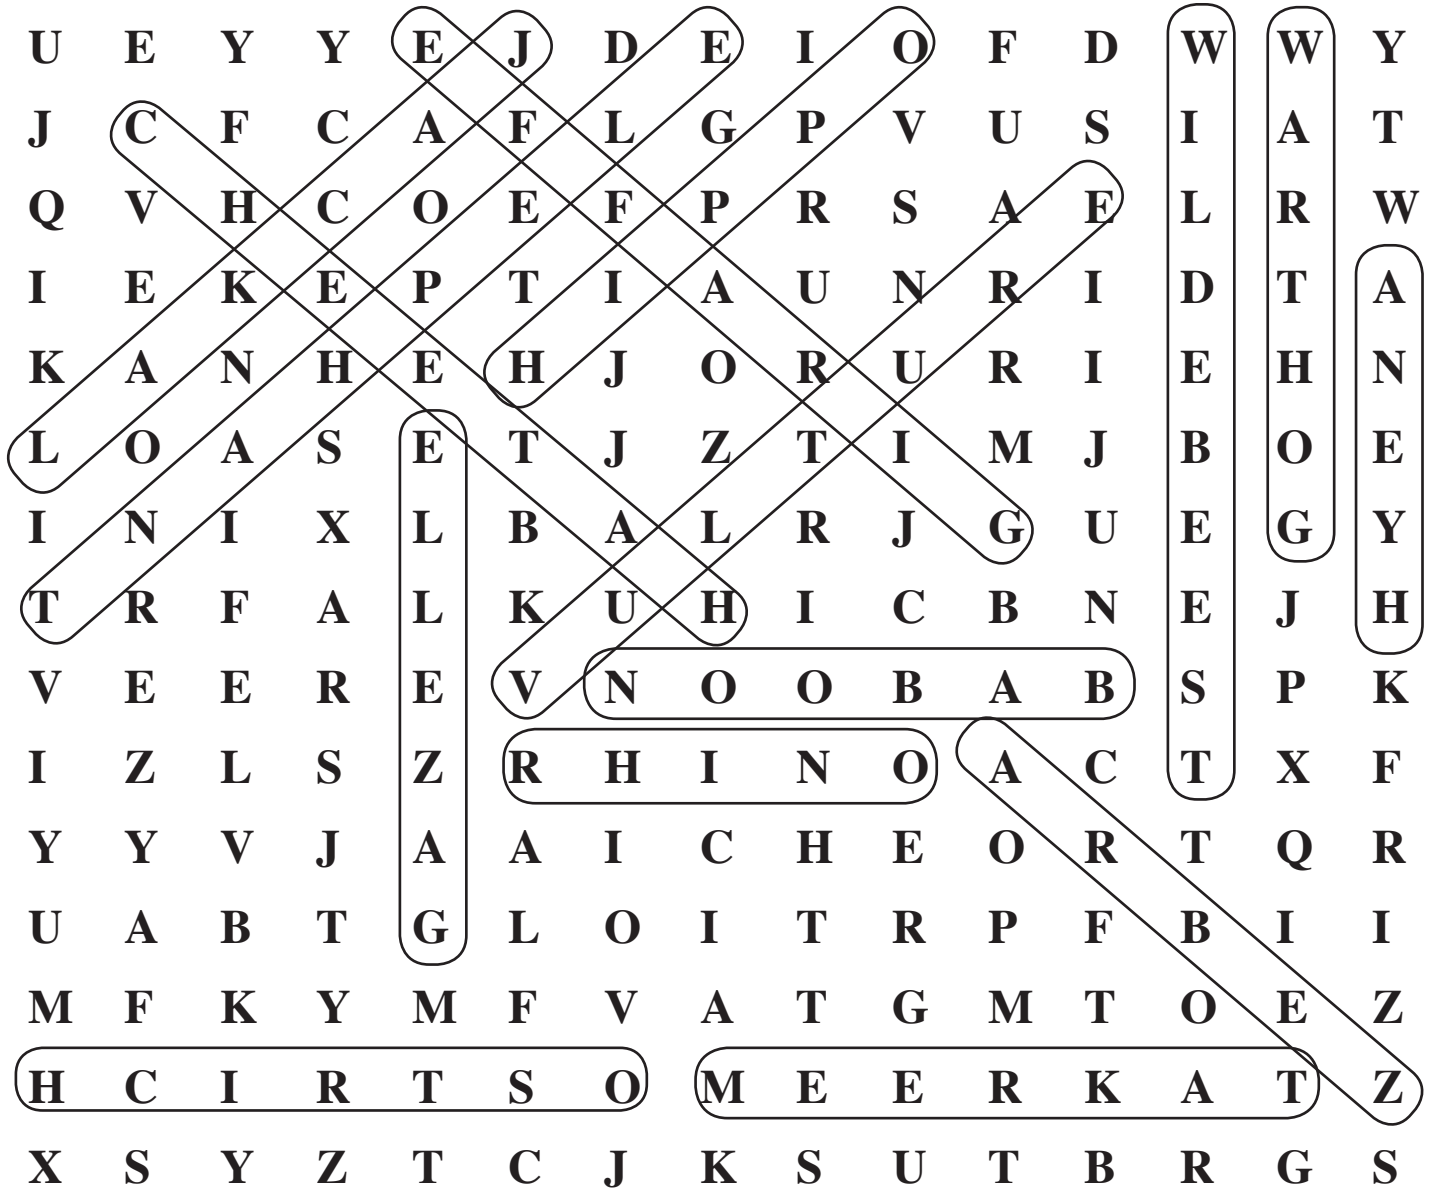 U E Y Y E J D E I O F D W W Y
J C F C A F L G P V U S I A T
Q V H C O E F P R S A E L R W
I E K E P T I A U N R I D T A
K A N H E H J O R U R I E H N
L O A S E T J Z T I M J B O E
I N I X L B A L R J G U E G Y
T R F A L K U H I C B N E J H
V E E R E V N O O B A B S P K
I Z L S Z R H I N O A C T X F
Y Y V J A A I C H E O R T Q R
U A B T G L O I T R P F B I I
M F K Y M F V A T G M T O E Z
H C I R T S O M E E R K A T Z
X S Y Z T C J K S U T B R G S